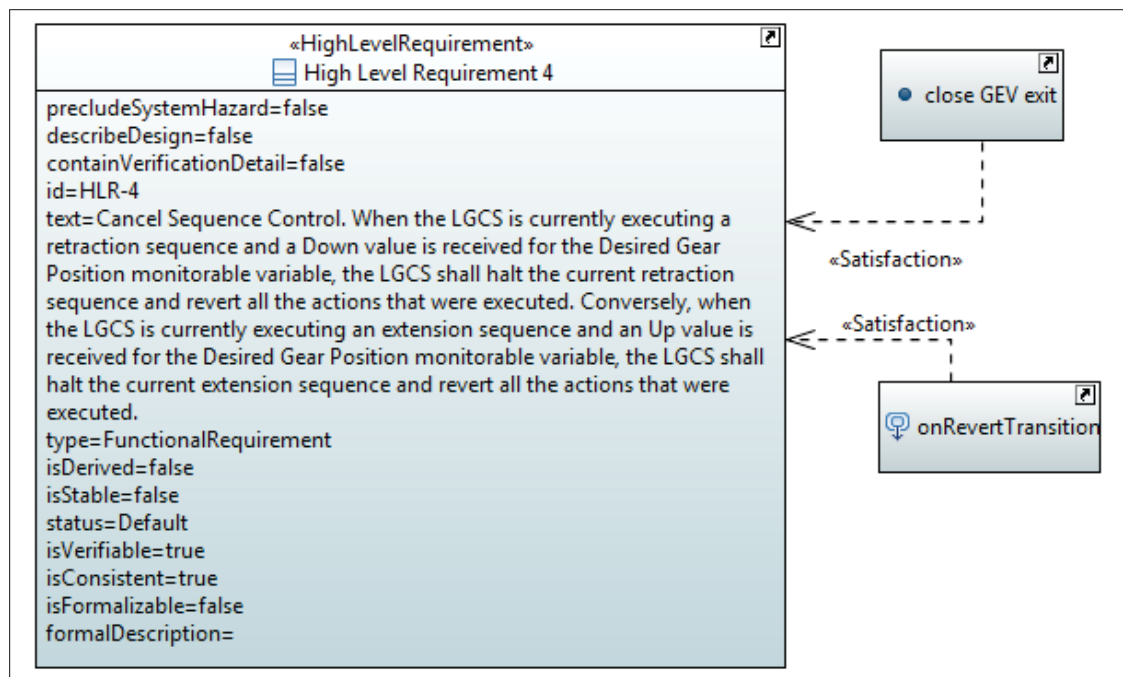 «HighLevelRequirement»
High Level Requirement 4
precludeSystemHazard=false
describeDesign=false
containVerificationDetail=false
id=HLR-4
text=Cancel Sequence Control. When the LGCS is currently executing a
retraction sequence and a Down value is received for the Desired Gear
Position monitorable variable, the LGCS shall halt the current retraction
sequence and revert all the actions that were executed. Conversely, when
the LGCS is currently executing an extension sequence and an Up value is
received for the Desired Gear Position monitorable variable, the LGCS shall
halt the current extension sequence and revert all the actions that were
executed.
type=FunctionalRequirement
isDerived=false
isStable=false
status=Default
isVerifiable=true
isConsistent=true
isFormalizable=false
formalDescription=
close GEV exit
«Satisfaction»
«Satisfaction»
onRevertTransition